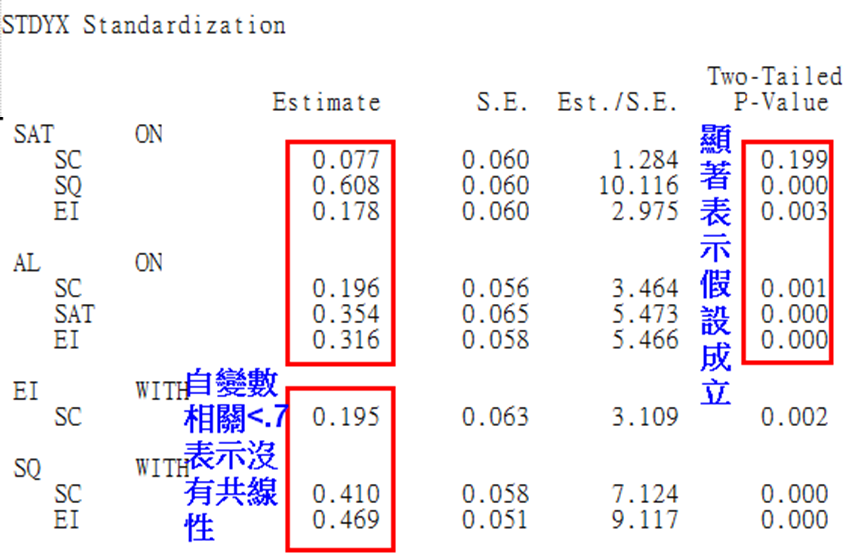 STDYX Standardization
Two-Tailed
Estimate S.E. Est./S.E. P-Value
SAT ON
SC 0.077 0.060 1.284 0.199
SQ 0.608 0.060 10.116 0.000
EI 0.178 0.060 2.975 0.003
AL ON
SC 0.196 0.056 3.464 0.001
SAT 0.354 0.065 5.473 0.000
EI 0.316 0.058 5.466 0.000
EI WITH
SC 0.195 0.063 3.109 0.002
SQ WITH
SC 0.410 0.058 7.124 0.000
EI 0.469 0.051 9.117 0.000
顯著表示假設成立
自變數
相關<.7
表示沒
有共線
性